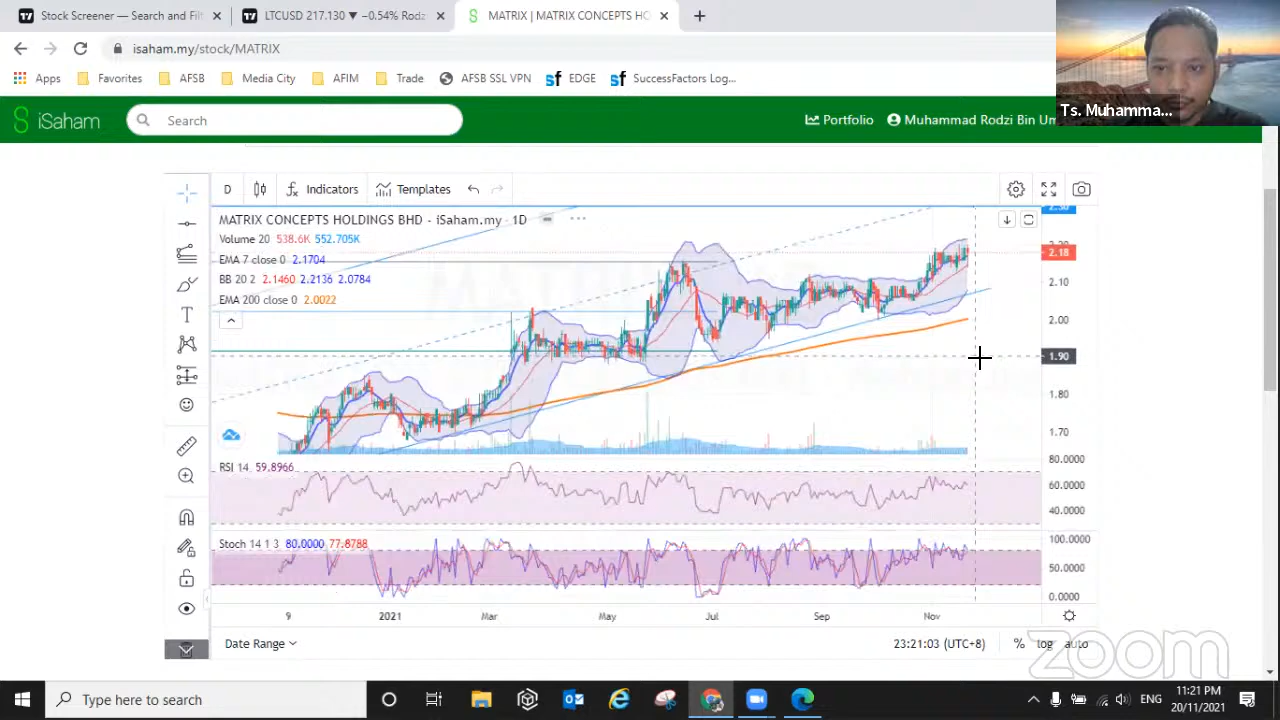 Stock Screener — Search and Filt
LTCUSD 217.130 ▼ −0.54% Rodz
MATRIX | MATRIX CONCEPTS HO
isaham.my/stock/MATRIX
Apps Favorites AFSB Media City AFIM Trade AFSB SSL VPN EDGE SuccessFactors Log...
Ts. Muhamma...
iSaham Search Portfolio Muhammad Rodzi Bin Um
D Indicators Templates
MATRIX CONCEPTS HOLDINGS BHD - iSaham.my · 1D
Volume 20 538.6K 552.705K
EMA 7 close 0 2.1704
BB 20 2 2.1460 2.2136 2.0784
EMA 200 close 0 2.0022
2.18
2.10
2.00
1.90
1.80
1.70
80.0000
RSI 14 59.8966
60.0000
40.0000
Stoch 14 1 3 80.0000 77.8788
100.0000
50.0000
0.0000
9 2021 Mar May Jul Sep Nov
Date Range 23:21:03 (UTC+8) % log auto
zoom
Type here to search
ENG
11:21 PM
20/11/2021